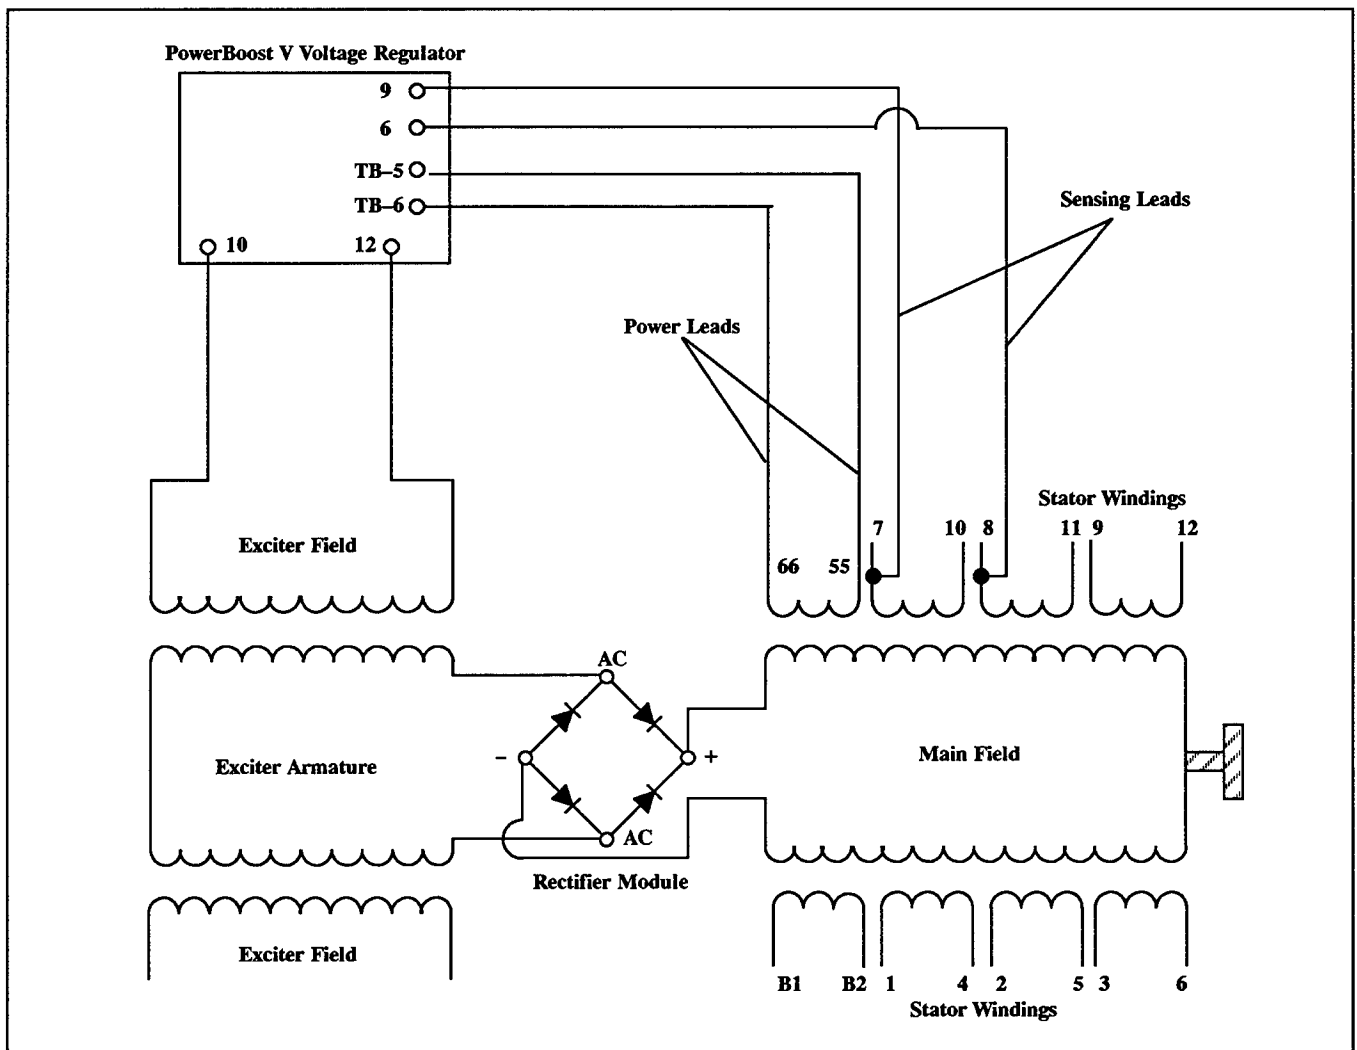 PowerBoost V Voltage Regulator
9
6
TB–5
TB–6
10
12
Sensing Leads
Power Leads
Stator Windings
7
10
8
11
9
12
66
55
Exciter Field
AC
Exciter Armature
–
+
Main Field
AC
Rectifier Module
Exciter Field
B1
B2
1
4
2
5
3
6
Stator Windings